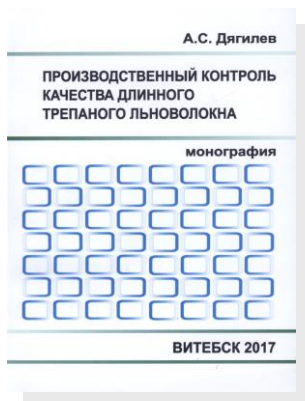 А.С. Дягилев
ПРОИЗВОДСТВЕННЫЙ КОНТРОЛЬ
КАЧЕСТВА ДЛИННОГО
ТРЕПАНОГО ЛЬНОВОЛОКНА
монография
ВИТЕБСК 2017